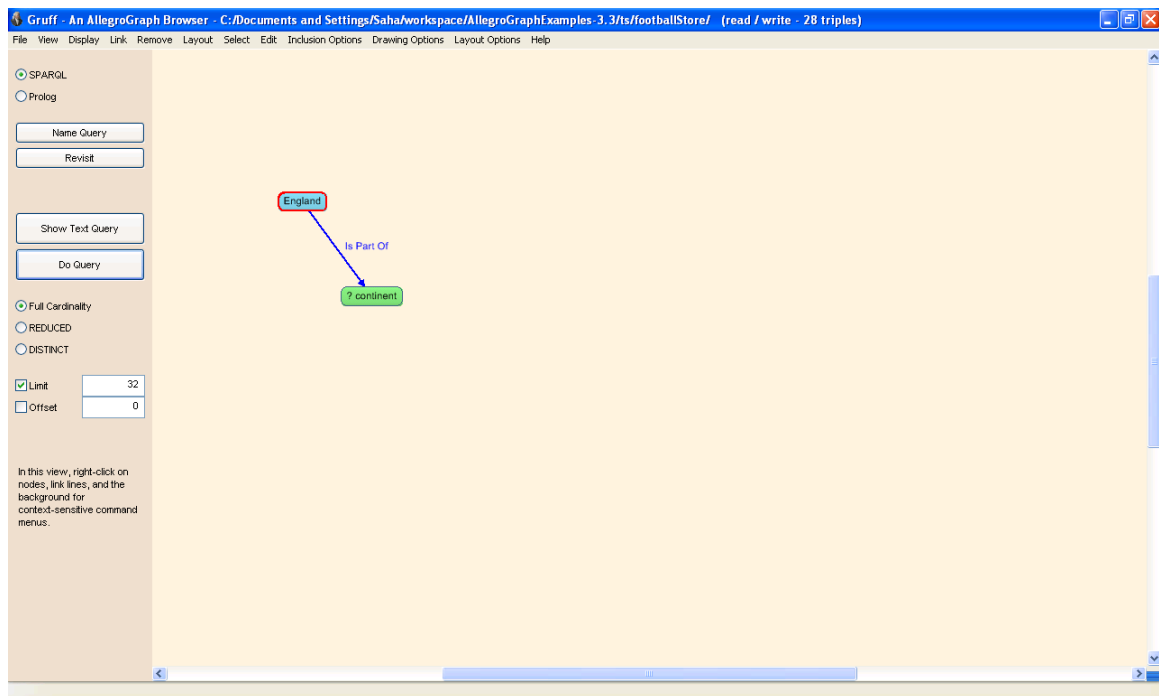 Gruff - An AllegroGraph Browser - C:/Documents and Settings/Saha/workspace/AllegroGraphExamples-3.3/ts/footballStore/ (read / write - 28 triples)
File View Display Link Remove Layout Select Edit Inclusion Options Drawing Options Layout Options Help
SPARQL
Prolog
Name Query
Revisit
England
Show Text Query
Is Part Of
Do Query
? continent
Full Cardinality
REDUCED
DISTINCT
Limit 32
Offset 0
In this view, right-click on
nodes, link lines, and the
background for
context-sensitive command
menus.